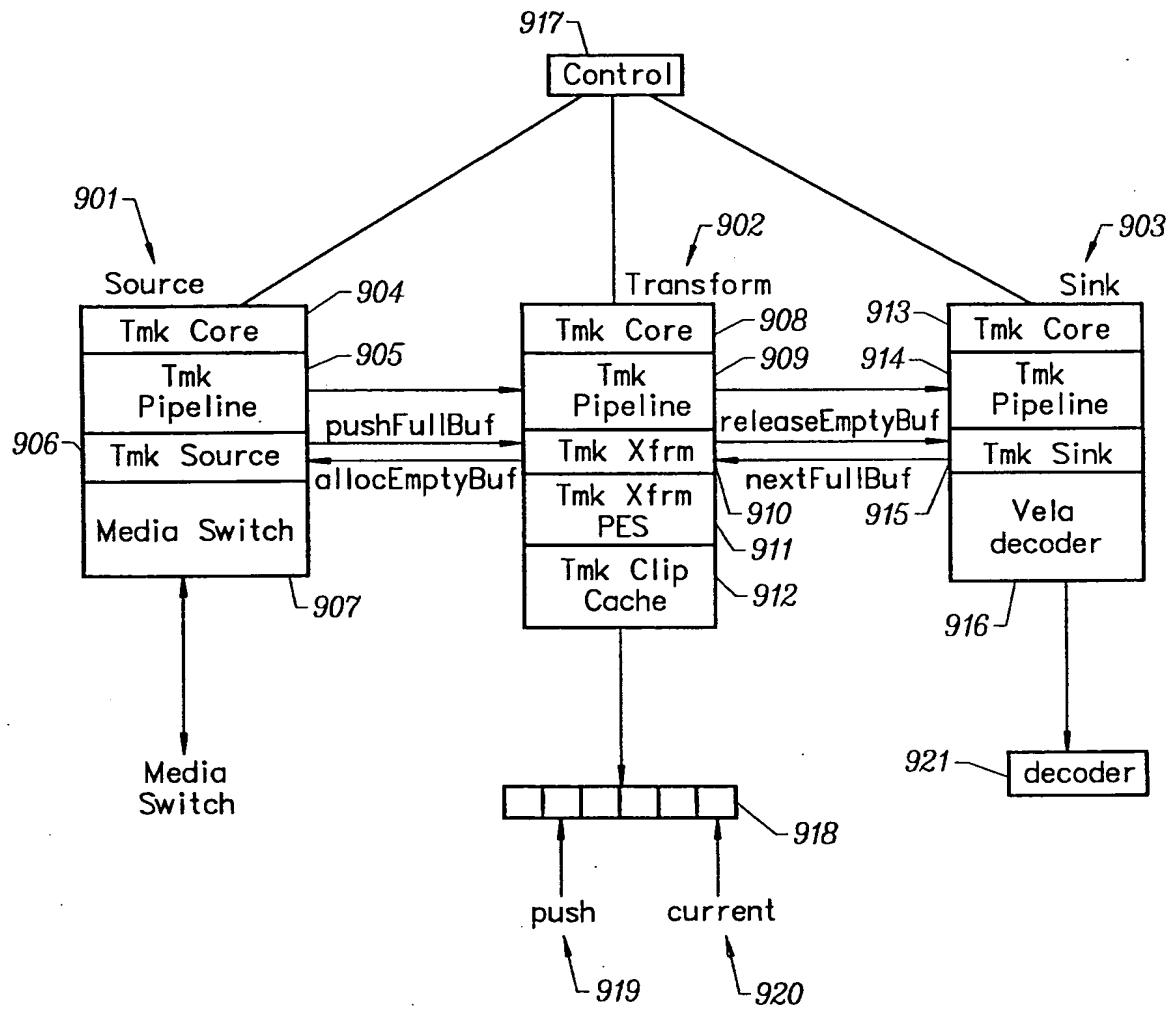 917
Control
901
902
903
Source
Transform
Sink
904
Tmk Core
908
Tmk Core
913
Tmk Core
905
Tmk
Pipeline
909
Tmk
Pipeline
914
Tmk
Pipeline
pushFullBuf
releaseEmptyBuf
906
Tmk Source
Tmk Xfrm
Tmk Sink
allocEmptyBuf
nextFullBuf
910
915
Media Switch
Tmk Xfrm
PES
911
Vela
decoder
907
Tmk Clip
Cache
912
916
Media
Switch
921
decoder
918
push
current
919
920